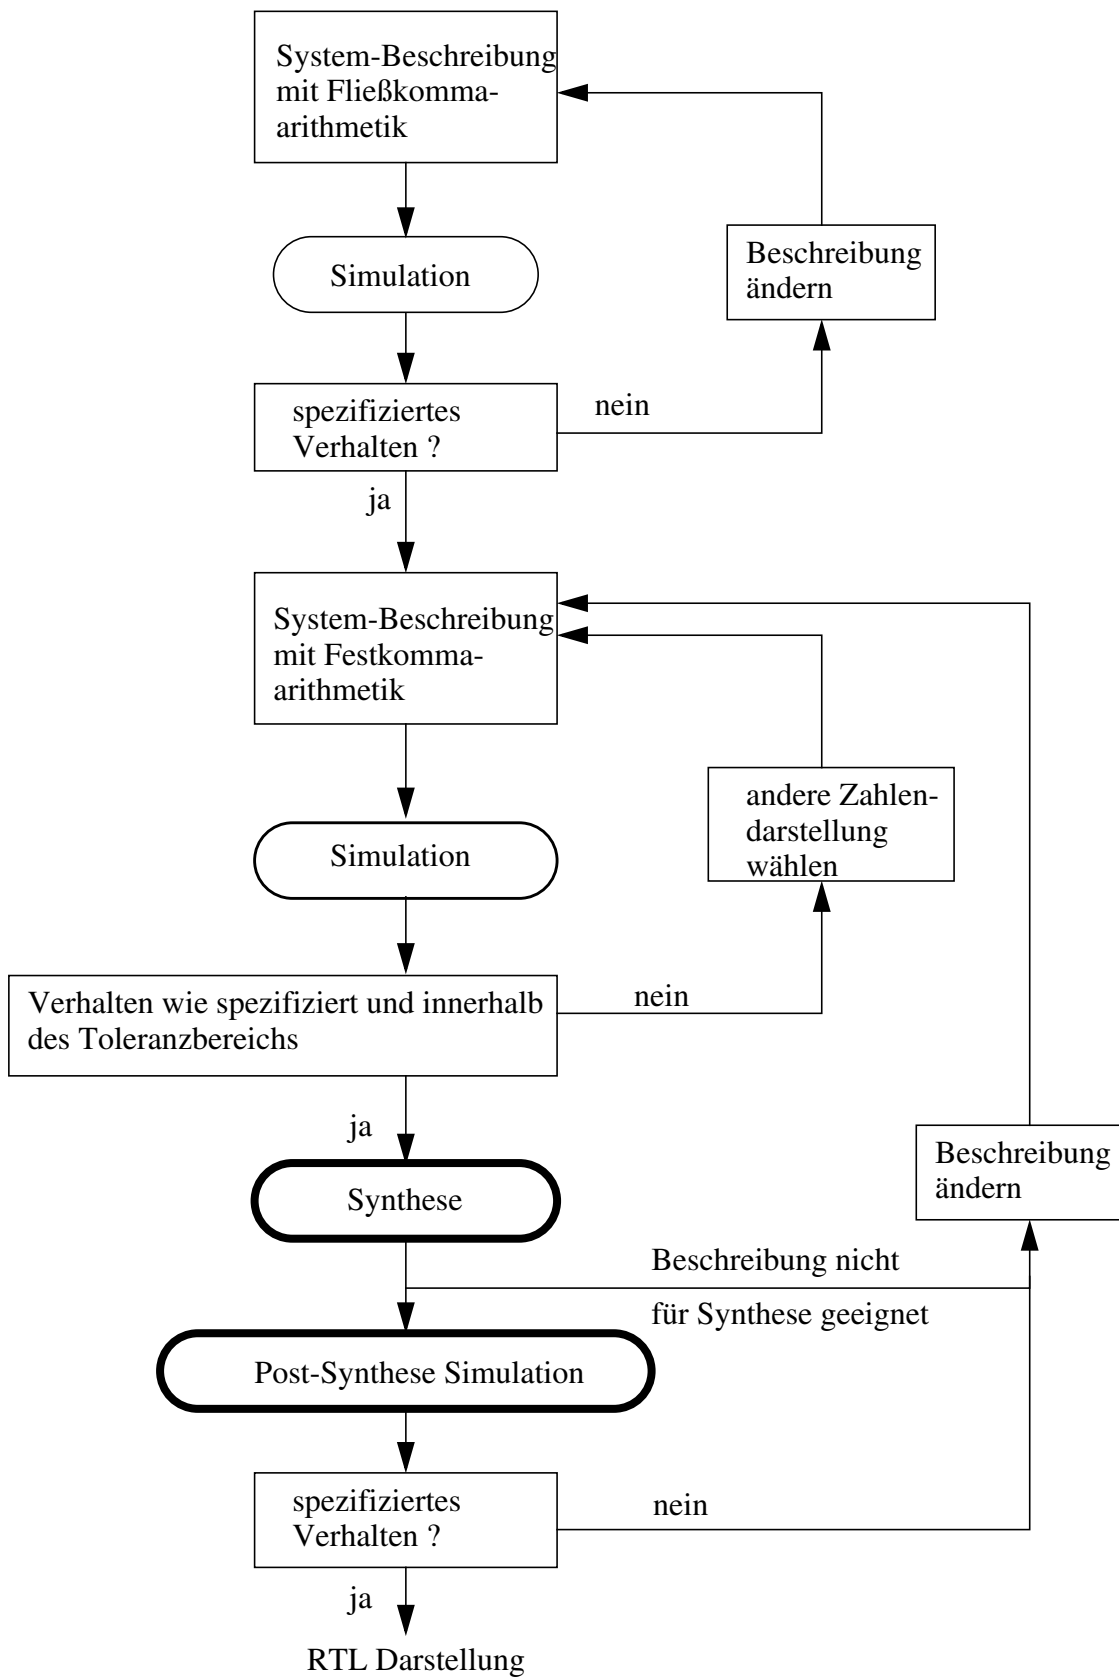 System-Beschreibung
mit Fließkomma-
arithmetik
Simulation
Beschreibung
ändern
spezifiziertes
Verhalten ?
nein
ja
System-Beschreibung
mit Festkomma-
arithmetik
andere Zahlen-
darstellung
wählen
Simulation
Verhalten wie spezifiziert und innerhalb
des Toleranzbereichs
nein
ja
Beschreibung
ändern
Synthese
Beschreibung nicht
für Synthese geeignet
Post-Synthese Simulation
spezifiziertes
Verhalten ?
nein
ja
RTL Darstellung